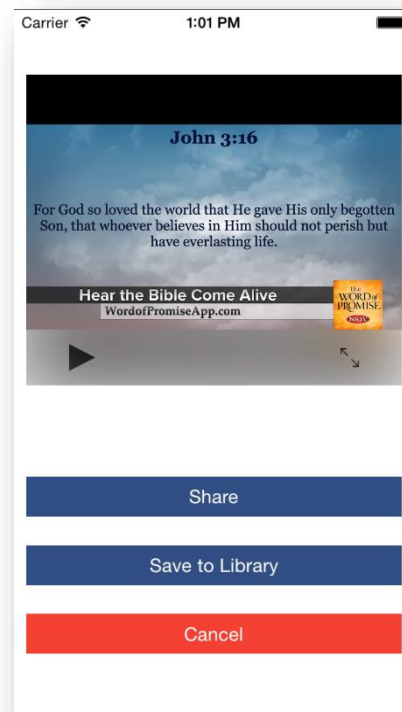 Carrier 1:01 PM
John 3:16
For God so loved the world that He gave His only begotten
Son, that whoever believes in Him should not perish but
have everlasting life.
Hear the Bible Come Alive
WordofPromiseApp.com
The
WORD of
PROMISE
NKJV
Share
Save to Library
Cancel